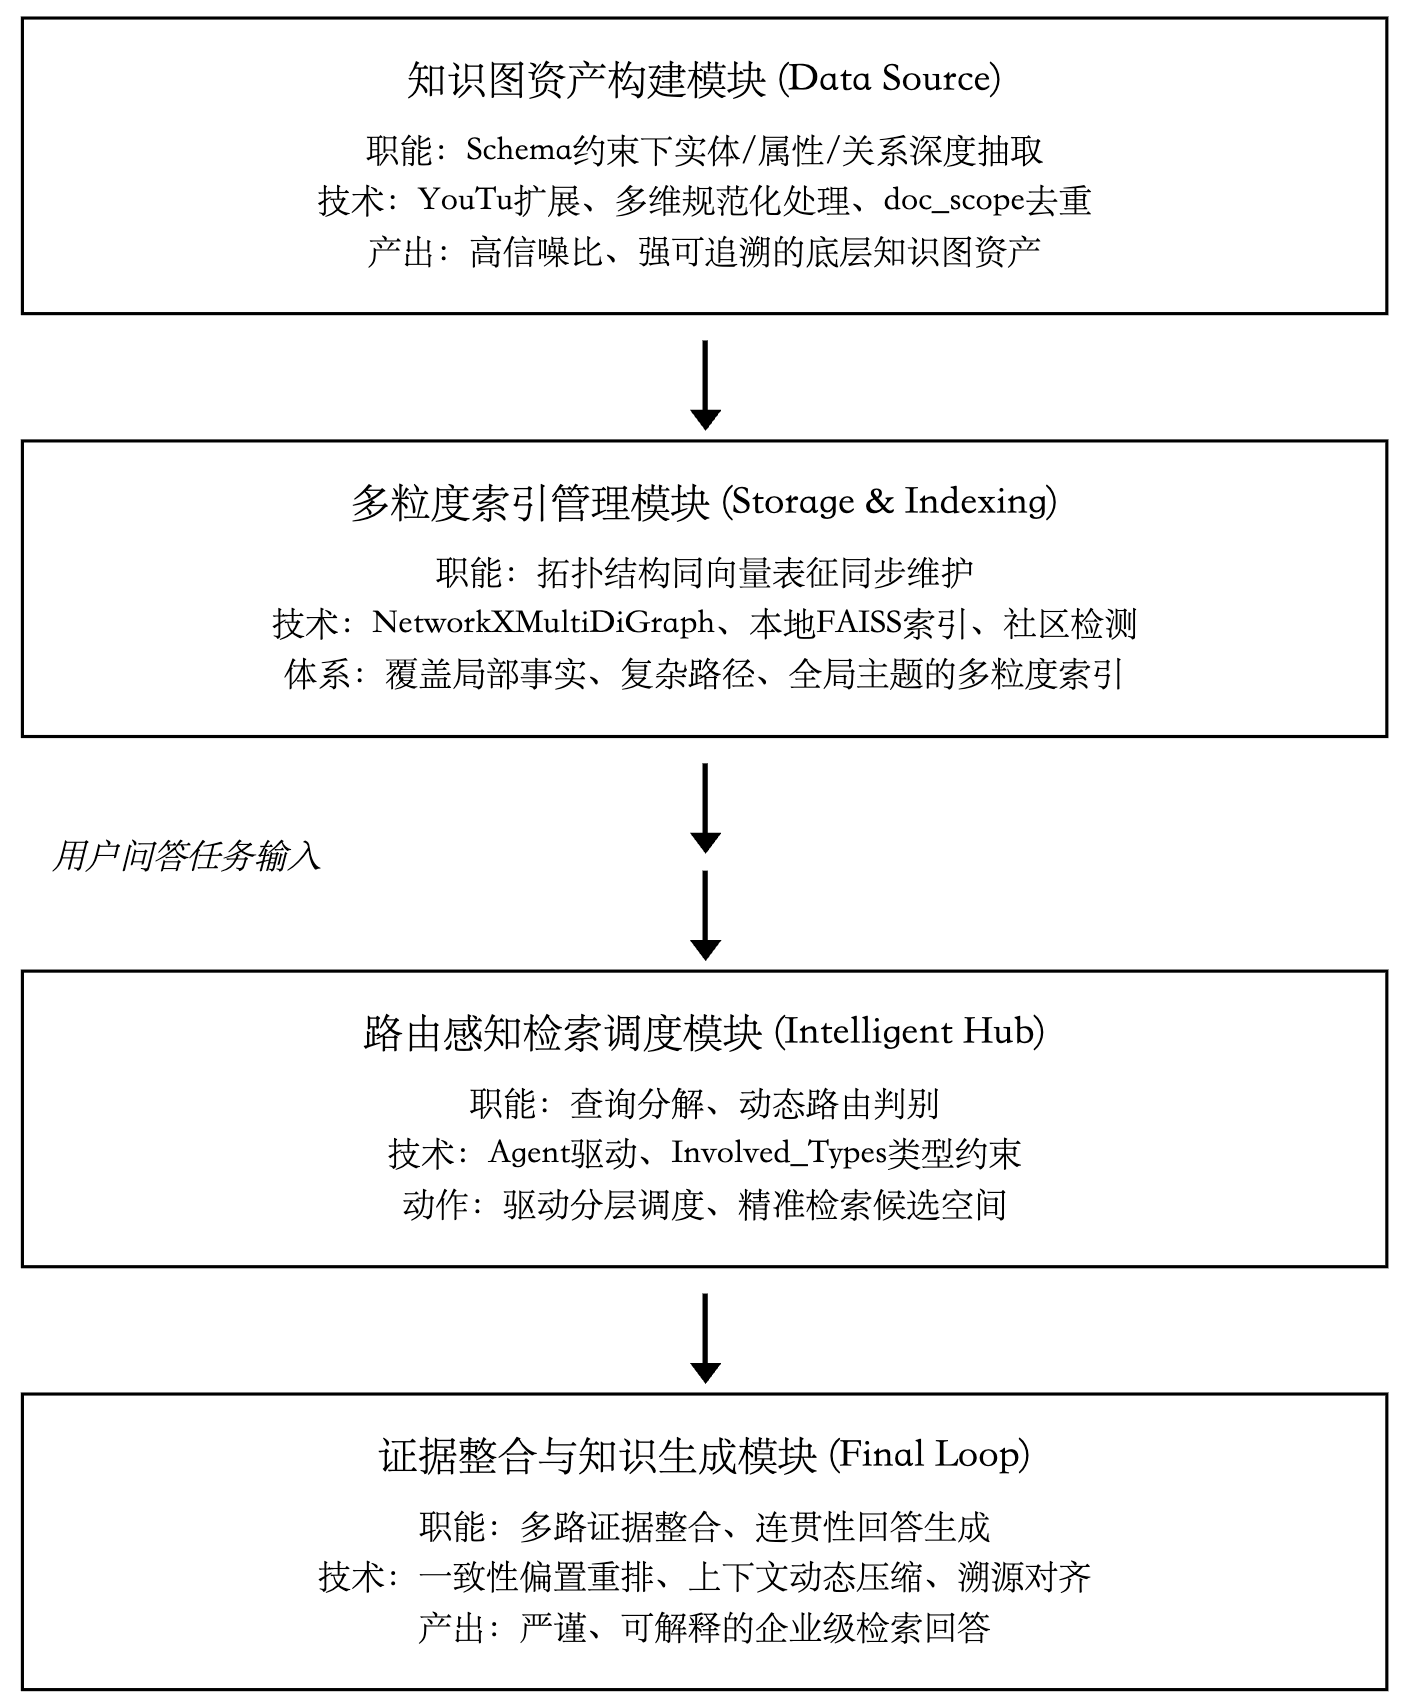 知识图资产构建模块 (Data Source)
职能：Schema约束下实体/属性/关系深度抽取
技术：YouTu扩展、多维规范化处理、doc_scope去重
产出：高信噪比、强可追溯的底层知识图资产
多粒度索引管理模块 (Storage & Indexing)
职能：拓扑结构同向量表征同步维护
技术：NetworkXMultiDiGraph、本地FAISS索引、社区检测
体系：覆盖局部事实、复杂路径、全局主题的多粒度索引
用户问答任务输入
路由感知检索调度模块 (Intelligent Hub)
职能：查询分解、动态路由判别
技术：Agent驱动、Involved_Types类型约束
动作：驱动分层调度、精准检索候选空间
证据整合与知识生成模块 (Final Loop)
职能：多路证据整合、连贯性回答生成
技术：一致性偏置重排、上下文动态压缩、溯源对齐
产出：严谨、可解释的企业级检索回答